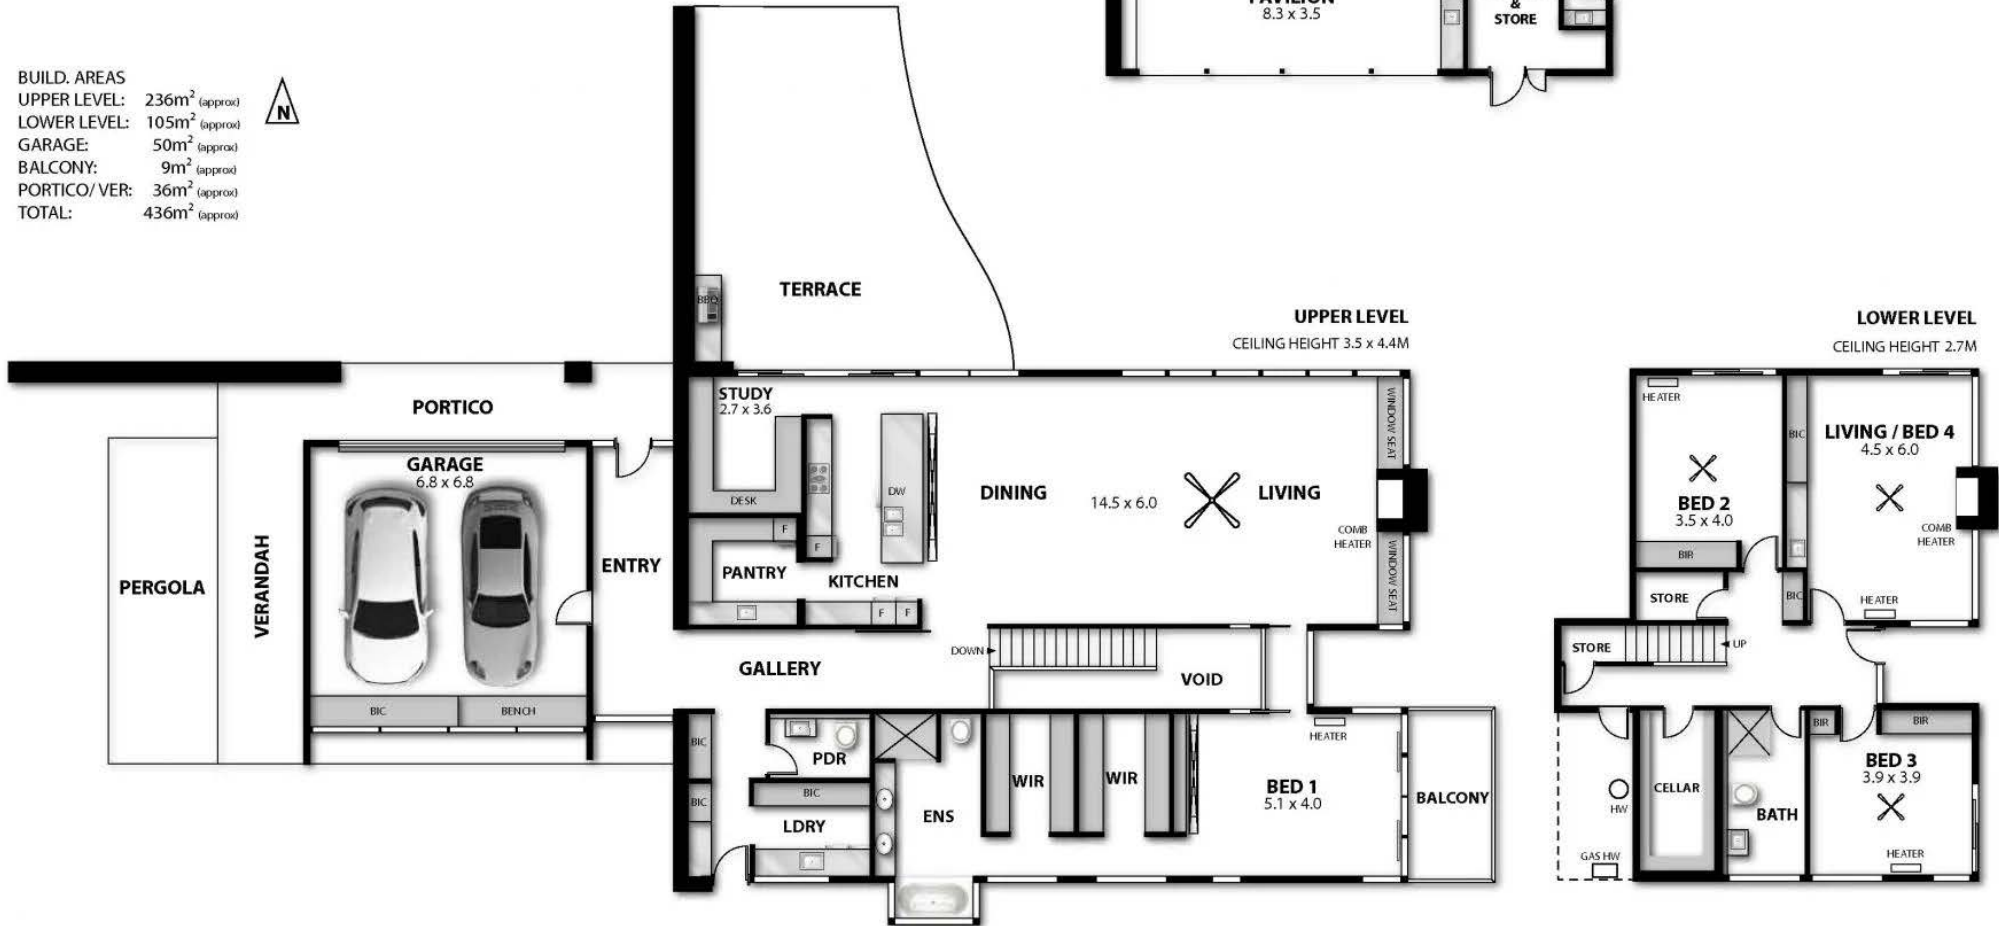 PAVILION
8.3 x 3.5
&
STORE
BUILD. AREAS
UPPER LEVEL: 236m² (approx)
LOWER LEVEL: 105m² (approx)
GARAGE: 50m² (approx)
BALCONY: 9m² (approx)
PORTICO/ VER: 36m² (approx)
TOTAL: 436m² (approx)
N
TERRACE
BBQ
UPPER LEVEL
CEILING HEIGHT 3.5 x 4.4M
LOWER LEVEL
CEILING HEIGHT 2.7M
PORTICO
GARAGE
6.8 x 6.8
PERGOLA
VERANDAH
ENTRY
BIC
BENCH
STUDY
2.7 x 3.6
DESK
F
F
PANTRY
KITCHEN
DW
F
F
DINING
14.5 x 6.0
LIVING
WINDOW SEAT
COMB
HEATER
WINDOW SEAT
GALLERY
DOWN
VOID
BIC
BIC
PDR
BIC
LDRY
ENS
WIR
WIR
HEATER
BED 1
5.1 x 4.0
BALCONY
HEATER
BED 2
3.5 x 4.0
BIR
BIC
LIVING / BED 4
4.5 x 6.0
COMB
HEATER
STORE
BIC
HEATER
STORE
UP
HW
GAS HW
CELLAR
BATH
BIR
BIR
BED 3
3.9 x 3.9
HEATER